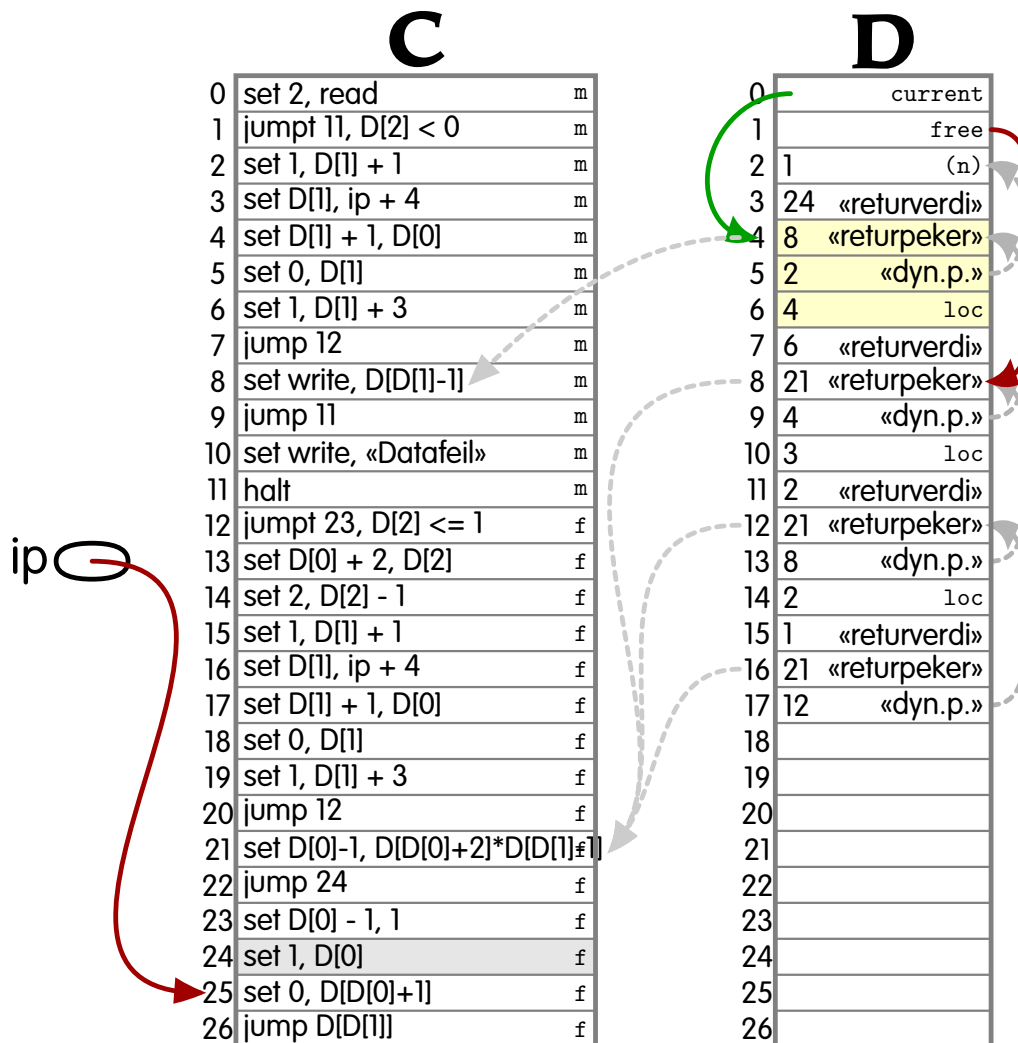 C D
0 set 2, read m 0 current
1 jumpt 11, D[2] < 0 m 1 free
2 set 1, D[1] + 1 m 2 1 (n)
3 set D[1], ip + 4 m 3 24 «returverdi»
4 set D[1] + 1, D[0] m 4 8 «returpeker»
5 set 0, D[1] m 5 2 «dyn.p.»
6 set 1, D[1] + 3 m 6 4 loc
7 jump 12 m 7 6 «returverdi»
8 set write, D[D[1]-1] m 8 21 «returpeker»
9 jump 11 m 9 4 «dyn.p.»
10 set write, «Datafeil» m 10 3 loc
11 halt m 11 2 «returverdi»
12 jumpt 23, D[2] <= 1 f 12 21 «returpeker»
ip 13 set D[0] + 2, D[2] f 13 8 «dyn.p.»
14 set 2, D[2] - 1 f 14 2 loc
15 set 1, D[1] + 1 f 15 1 «returverdi»
16 set D[1], ip + 4 f 16 21 «returpeker»
17 set D[1] + 1, D[0] f 17 12 «dyn.p.»
18 set 0, D[1] f 18
19 set 1, D[1] + 3 f 19
20 jump 12 f 20
21 set D[0]-1, D[D[0]+2]*D[D[1]+1] f 21
22 jump 24 f 22
23 set D[0] - 1, 1 f 23
24 set 1, D[0] f 24
25 set 0, D[D[0]+1] f 25
26 jump D[D[1]] f 26